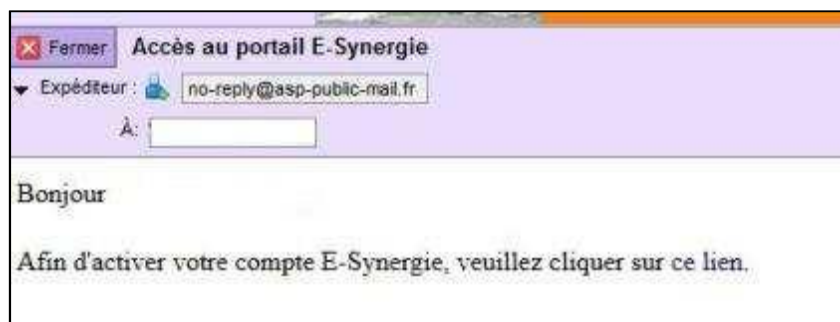 Fermer Accès au portail E-Synergie
Expéditeur : no-reply@asp-public-mail.fr
À:
Bonjour
Afin d'activer votre compte E-Synergie, veuillez cliquer sur ce lien.